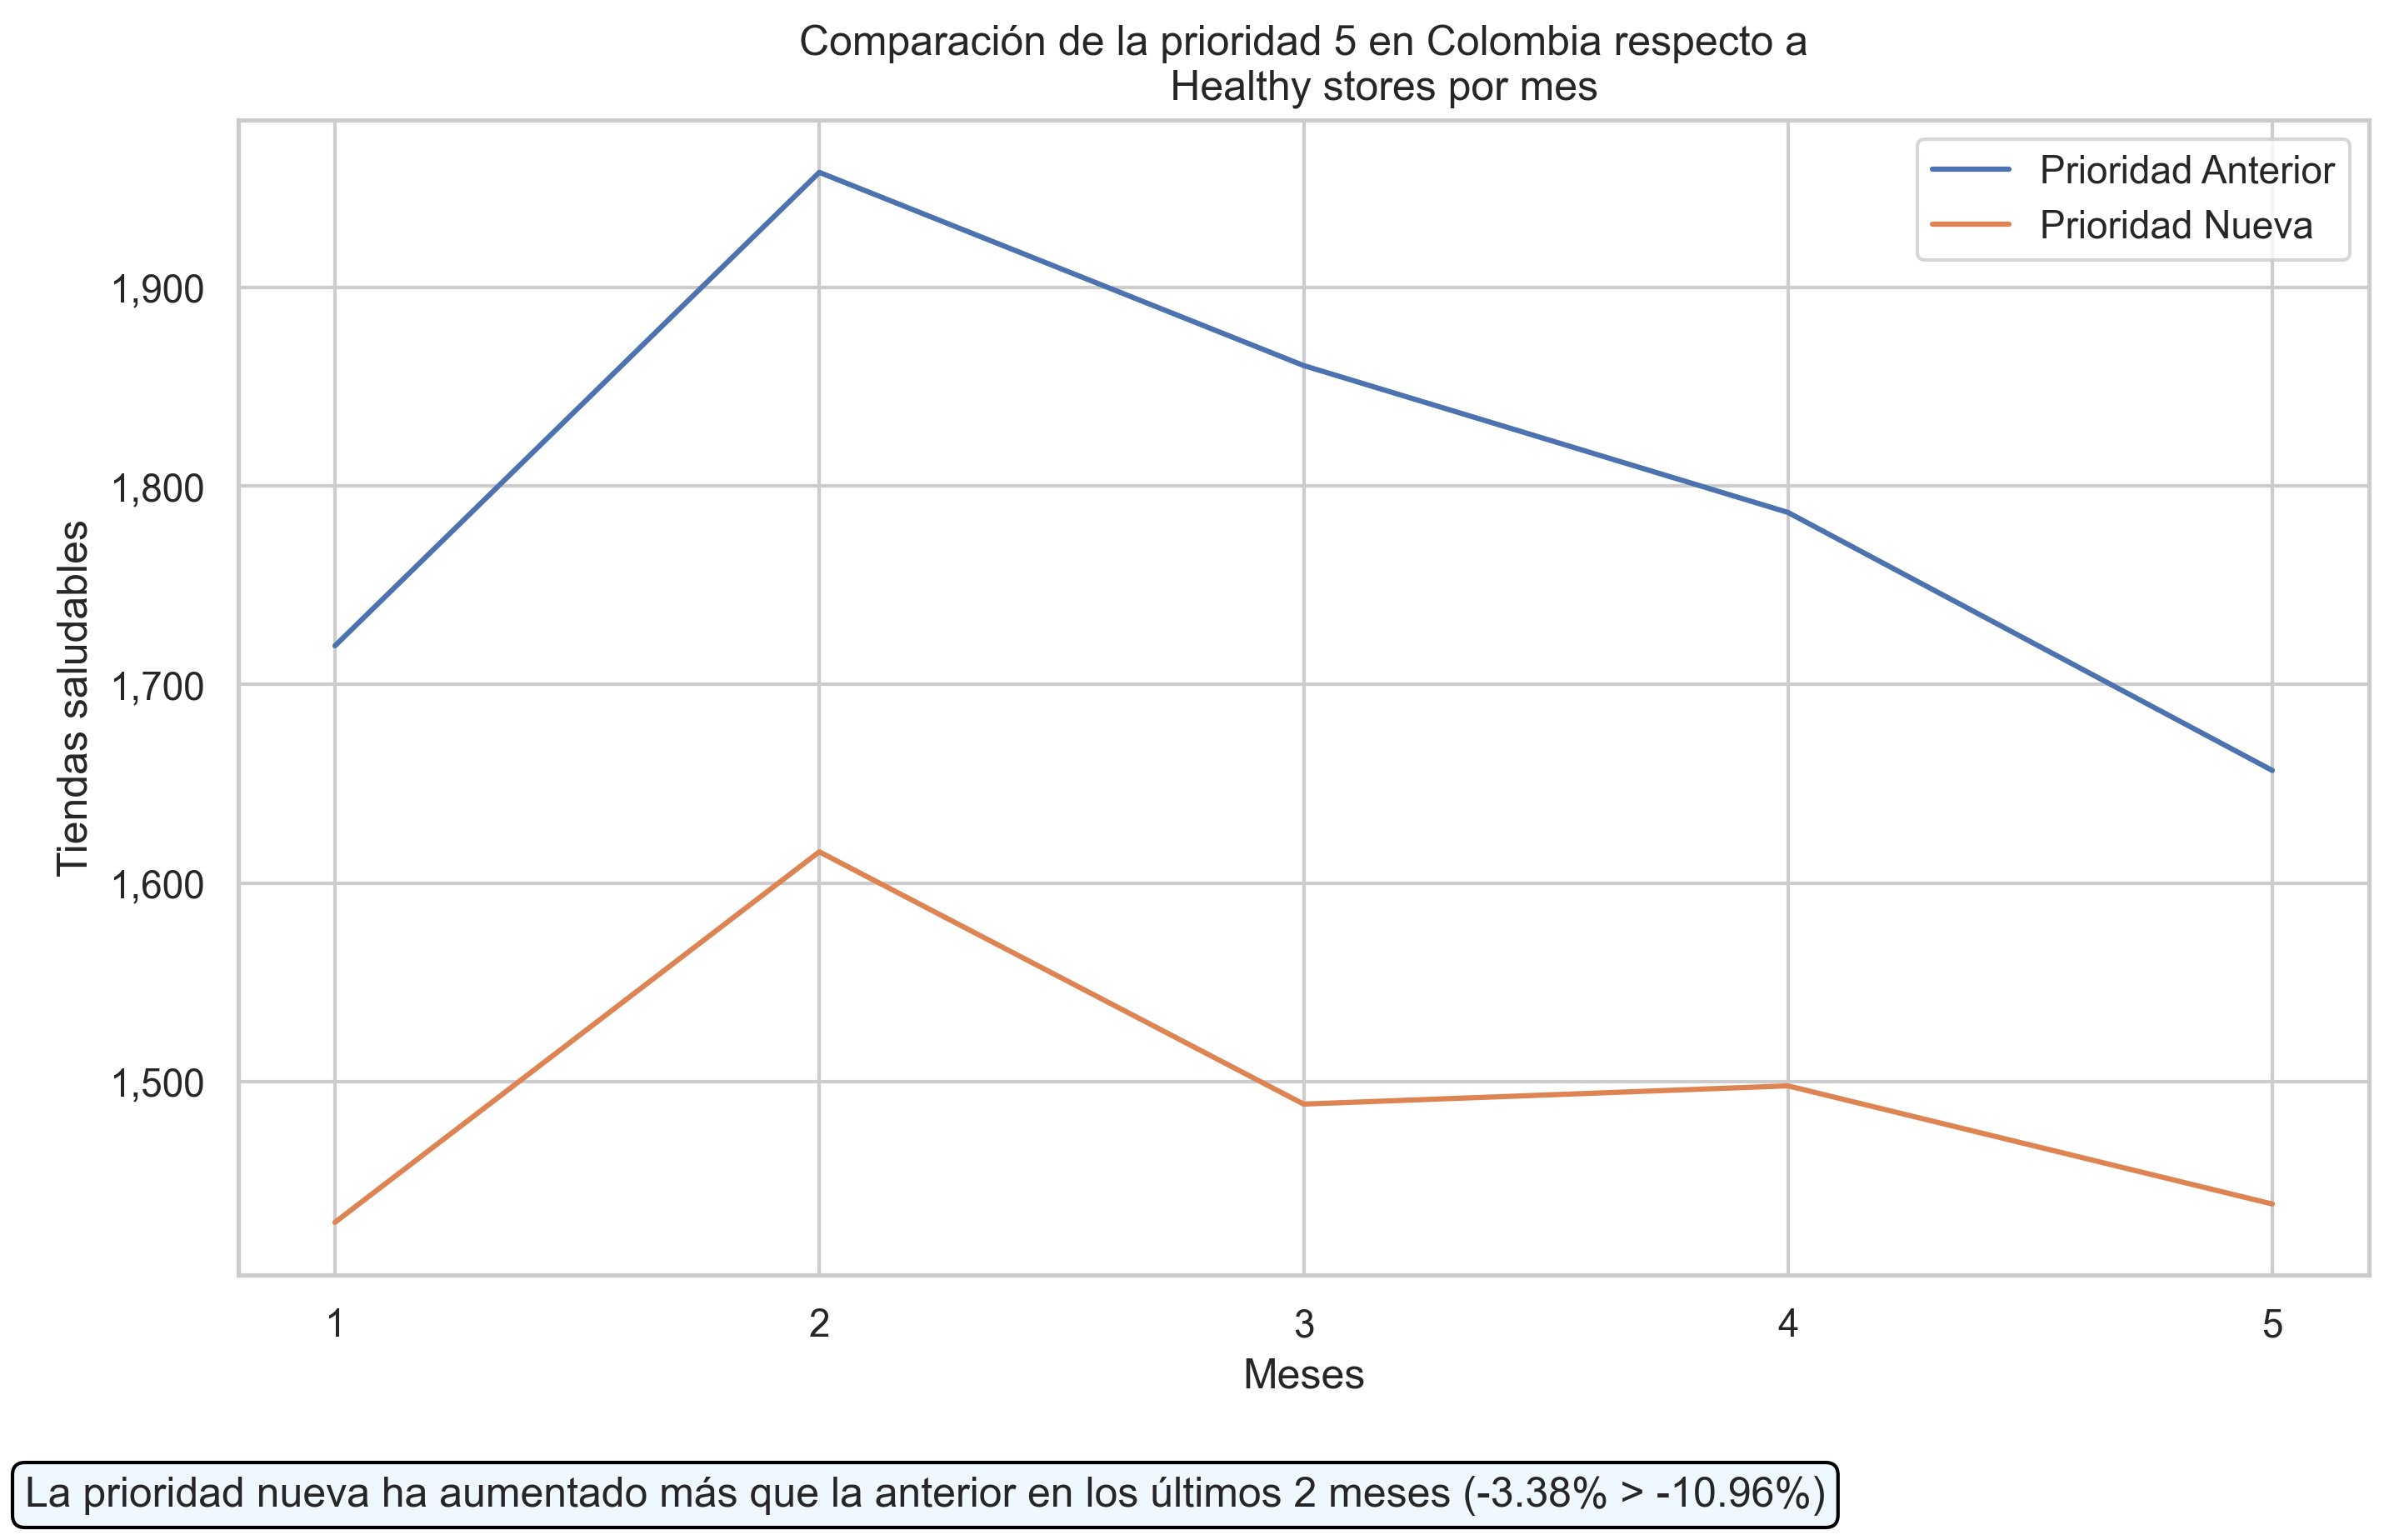 Comparación de la prioridad 5 en Colombia respecto a
Healthy stores por mes
Prioridad Anterior
Prioridad Nueva
1,900
1,800
1,700
1,600
1,500
Tiendas saludables
1 2 3 4 5
Meses
La prioridad nueva ha aumentado más que la anterior en los últimos 2 meses (-3.38% > -10.96%)